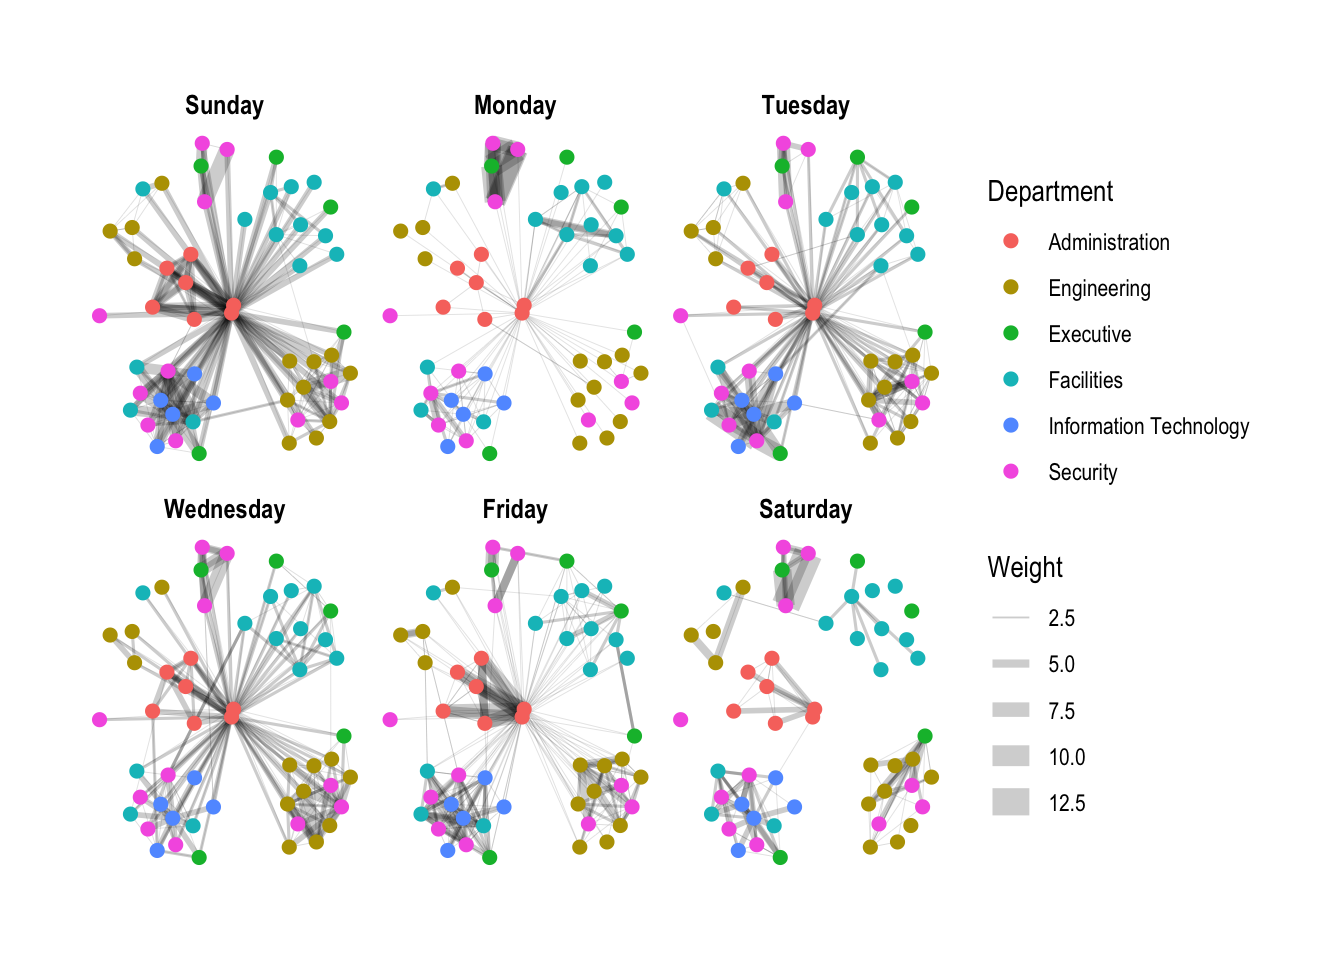 Sunday
Monday
Tuesday
Wednesday
Friday
Saturday
Department
Administration
Engineering
Executive
Facilities
Information Technology
Security
Weight
2.5
5.0
7.5
10.0
12.5